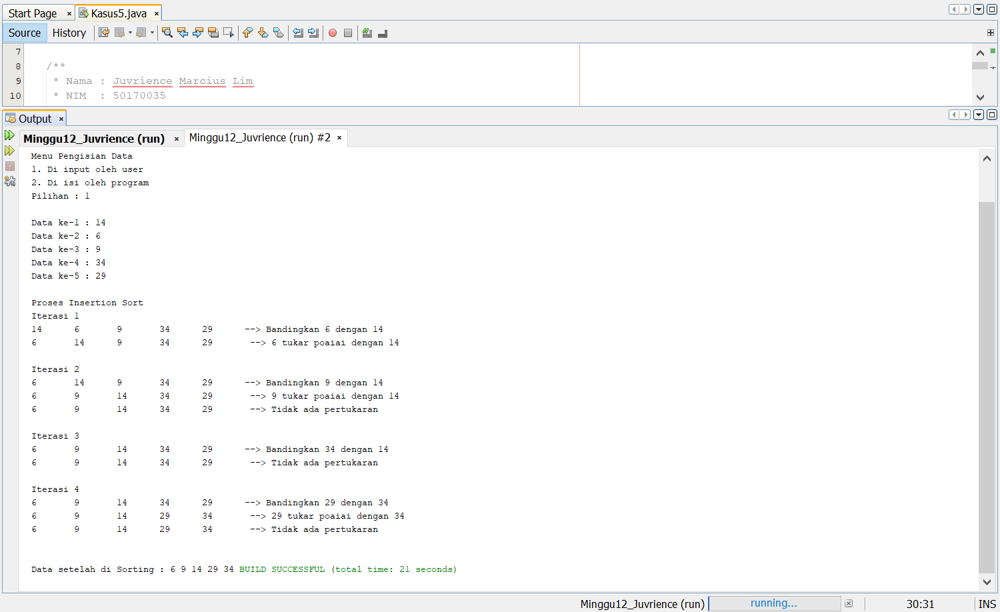 Start Page
Kasus5.java
Source History
7
8 /**
9 * Nama : Juvrience Marcius Lim
10 * NIM : 50170035
Output
Minggu12_Juvrience (run) Minggu12_Juvrience (run) #2
Menu Pengisian Data
1. Di input oleh user
2. Di isi oleh program
Pilihan : 1
Data ke-1 : 14
Data ke-2 : 6
Data ke-3 : 9
Data ke-4 : 34
Data ke-5 : 29
Proses Insertion Sort
Iterasi 1
14 6 9 34 29 --> Bandingkan 6 dengan 14
6 14 9 34 29 --> 6 tukar poaiai dengan 14
Iterasi 2
6 14 9 34 29 --> Bandingkan 9 dengan 14
6 9 14 34 29 --> 9 tukar poaiai dengan 14
6 9 14 34 29 --> Tidak ada pertukaran
Iterasi 3
6 9 14 34 29 --> Bandingkan 34 dengan 14
6 9 14 34 29 --> Tidak ada pertukaran
Iterasi 4
6 9 14 34 29 --> Bandingkan 29 dengan 34
6 9 14 29 34 --> 29 tukar poaiai dengan 34
6 9 14 29 34 --> Tidak ada pertukaran
Data setelah di Sorting : 6 9 14 29 34 BUILD SUCCESSFUL (total time: 21 seconds)
Minggu12_Juvrience (run) running... 30:31 INS